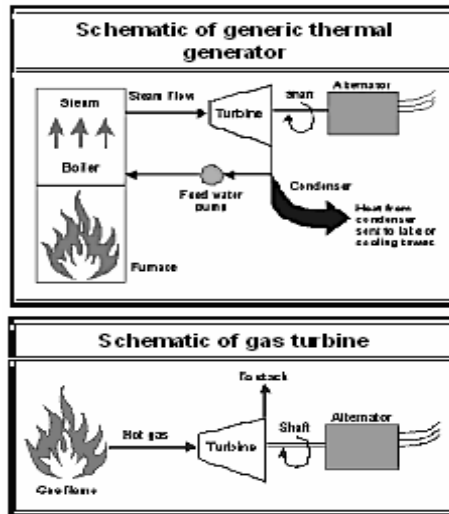 Schematic of generic thermal
generator
Steam
Steam Flow
Turbine
Shaft
Alternator
Boiler
Feed water
pump
Condenser
Heat from
condenser
sent to lake or
cooling tower
Furnace
Schematic of gas turbine
To stack
Hot gas
Turbine
Shaft
Alternator
Gas flame